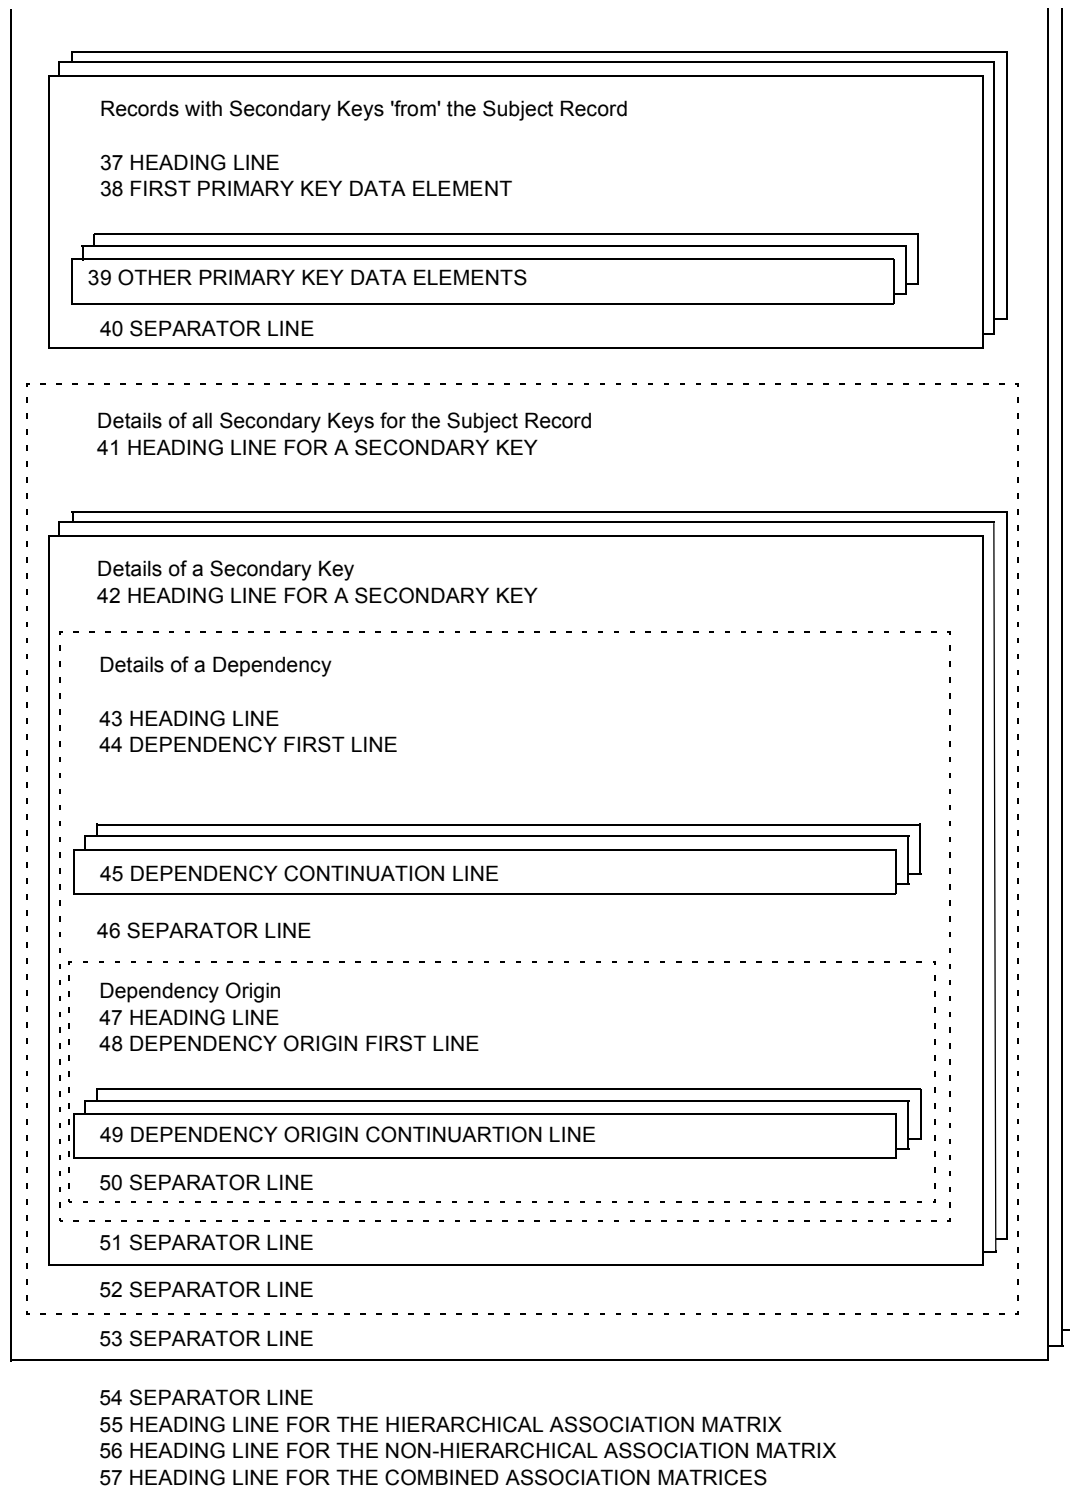 Records with Secondary Keys 'from' the Subject Record
37 HEADING LINE
38 FIRST PRIMARY KEY DATA ELEMENT
39 OTHER PRIMARY KEY DATA ELEMENTS
40 SEPARATOR LINE
Details of all Secondary Keys for the Subject Record
41 HEADING LINE FOR A SECONDARY KEY
Details of a Secondary Key
42 HEADING LINE FOR A SECONDARY KEY
Details of a Dependency
43 HEADING LINE
44 DEPENDENCY FIRST LINE
45 DEPENDENCY CONTINUATION LINE
46 SEPARATOR LINE
Dependency Origin
47 HEADING LINE
48 DEPENDENCY ORIGIN FIRST LINE
49 DEPENDENCY ORIGIN CONTINUARTION LINE
50 SEPARATOR LINE
51 SEPARATOR LINE
52 SEPARATOR LINE
53 SEPARATOR LINE
54 SEPARATOR LINE
55 HEADING LINE FOR THE HIERARCHICAL ASSOCIATION MATRIX
56 HEADING LINE FOR THE NON-HIERARCHICAL ASSOCIATION MATRIX
57 HEADING LINE FOR THE COMBINED ASSOCIATION MATRICES